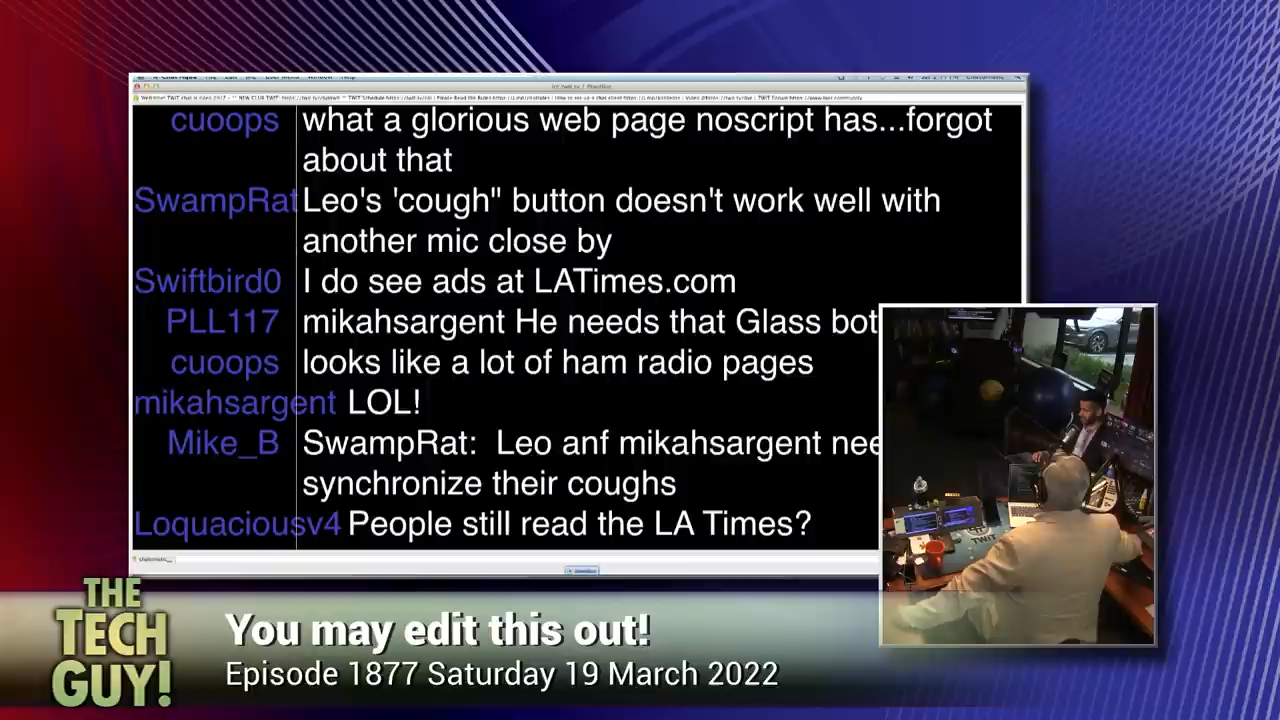 cuoops what a glorious web page noscript has...forgot
about that
SwampRat Leo's 'cough" button doesn't work well with
another mic close by
Swiftbird0 I do see ads at LATimes.com
PLL117 mikahsargent He needs that Glass bot
cuoops looks like a lot of ham radio pages
mikahsargent LOL!
Mike_B SwampRat: Leo anf mikahsargent nee
synchronize their coughs
Loquaciousv4 People still read the LA Times?
TWiT
THE
TECH
GUY!
You may edit this out!
Episode 1877 Saturday 19 March 2022